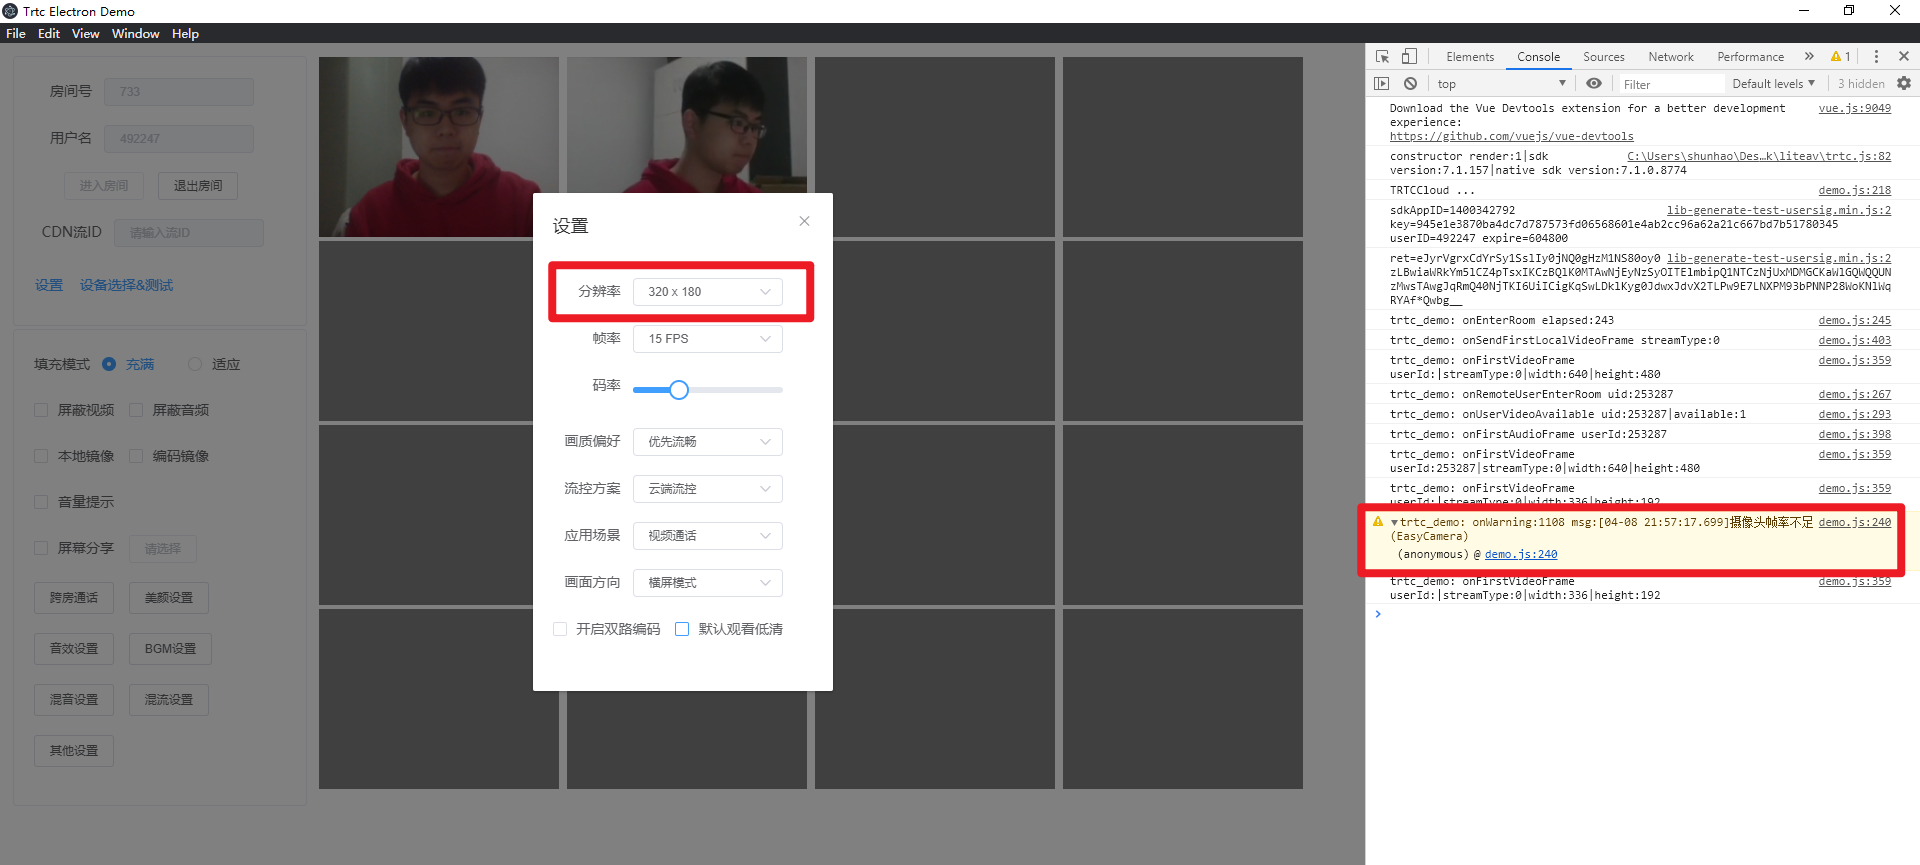 Trtc Electron Demo
File Edit View Window Help
房间号 733
用户名 492247
进入房间 退出房间
CDN流ID 请输入流ID
设置 设备选择&测试
填充模式 充满 适应
屏蔽视频 屏蔽音频
本地镜像 编码镜像
音量提示
屏幕分享 请选择
跨房通话 美颜设置
音效设置 BGM设置
混音设置 混流设置
其他设置
设置
分辨率 320 x 180
帧率 15 FPS
码率
画质偏好 优先流畅
流控方案 云端流控
应用场景 视频通话
画面方向 横屏模式
开启双路编码 默认观看低清
Elements Console Sources Network Performance » 1
top Filter Default levels 3 hidden
Download the Vue Devtools extension for a better development vue.js:9049
experience:
https://github.com/vuejs/vue-devtools
constructor render:1|sdk C:\Users\shunhao\Des…k\liteav\trtc.js:82
version:7.1.157|native sdk version:7.1.0.8774
TRTCCloud ... demo.js:218
sdkAppID=1400342792 lib-generate-test-usersig.min.js:2
key=945e1e3870ba4dc7d787573fd06568601e4ab2cc96a62a21c667bd7b51780345
userID=492247 expire=604800
lib-generate-test-usersig.min.js:2
trtc_demo: onEnterRoom elapsed:243 demo.js:245
trtc_demo: onSendFirstLocalVideoFrame streamType:0 demo.js:403
trtc_demo: onFirstVideoFrame demo.js:359
userId:|streamType:0|width:640|height:480
trtc_demo: onRemoteUserEnterRoom uid:253287 demo.js:267
trtc_demo: onUserVideoAvailable uid:253287|available:1 demo.js:293
trtc_demo: onFirstAudioFrame userId:253287 demo.js:398
trtc_demo: onFirstVideoFrame demo.js:359
userId:253287|streamType:0|width:640|height:480
trtc_demo: onFirstVideoFrame demo.js:359
userId:|streamType:0|width:336|height:192
trtc_demo: onWarning:1108 msg:[04-08 21:57:17.699]摄像头帧率不足 demo.js:240
(EasyCamera)
(anonymous) @ demo.js:240
trtc_demo: onFirstVideoFrame demo.js:359
userId:|streamType:0|width:336|height:192